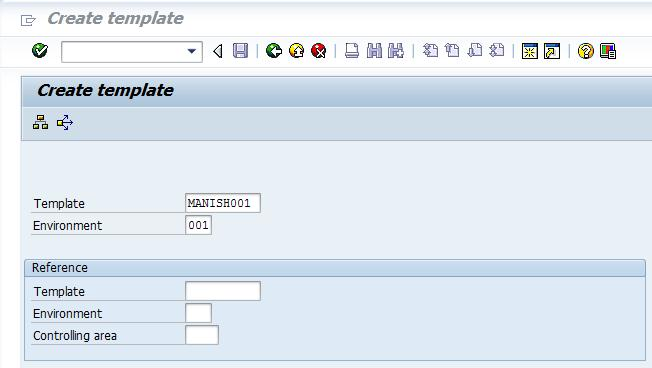 Create template
Create template
Template MANISH001
Environment 001
Reference
Template
Environment
Controlling area